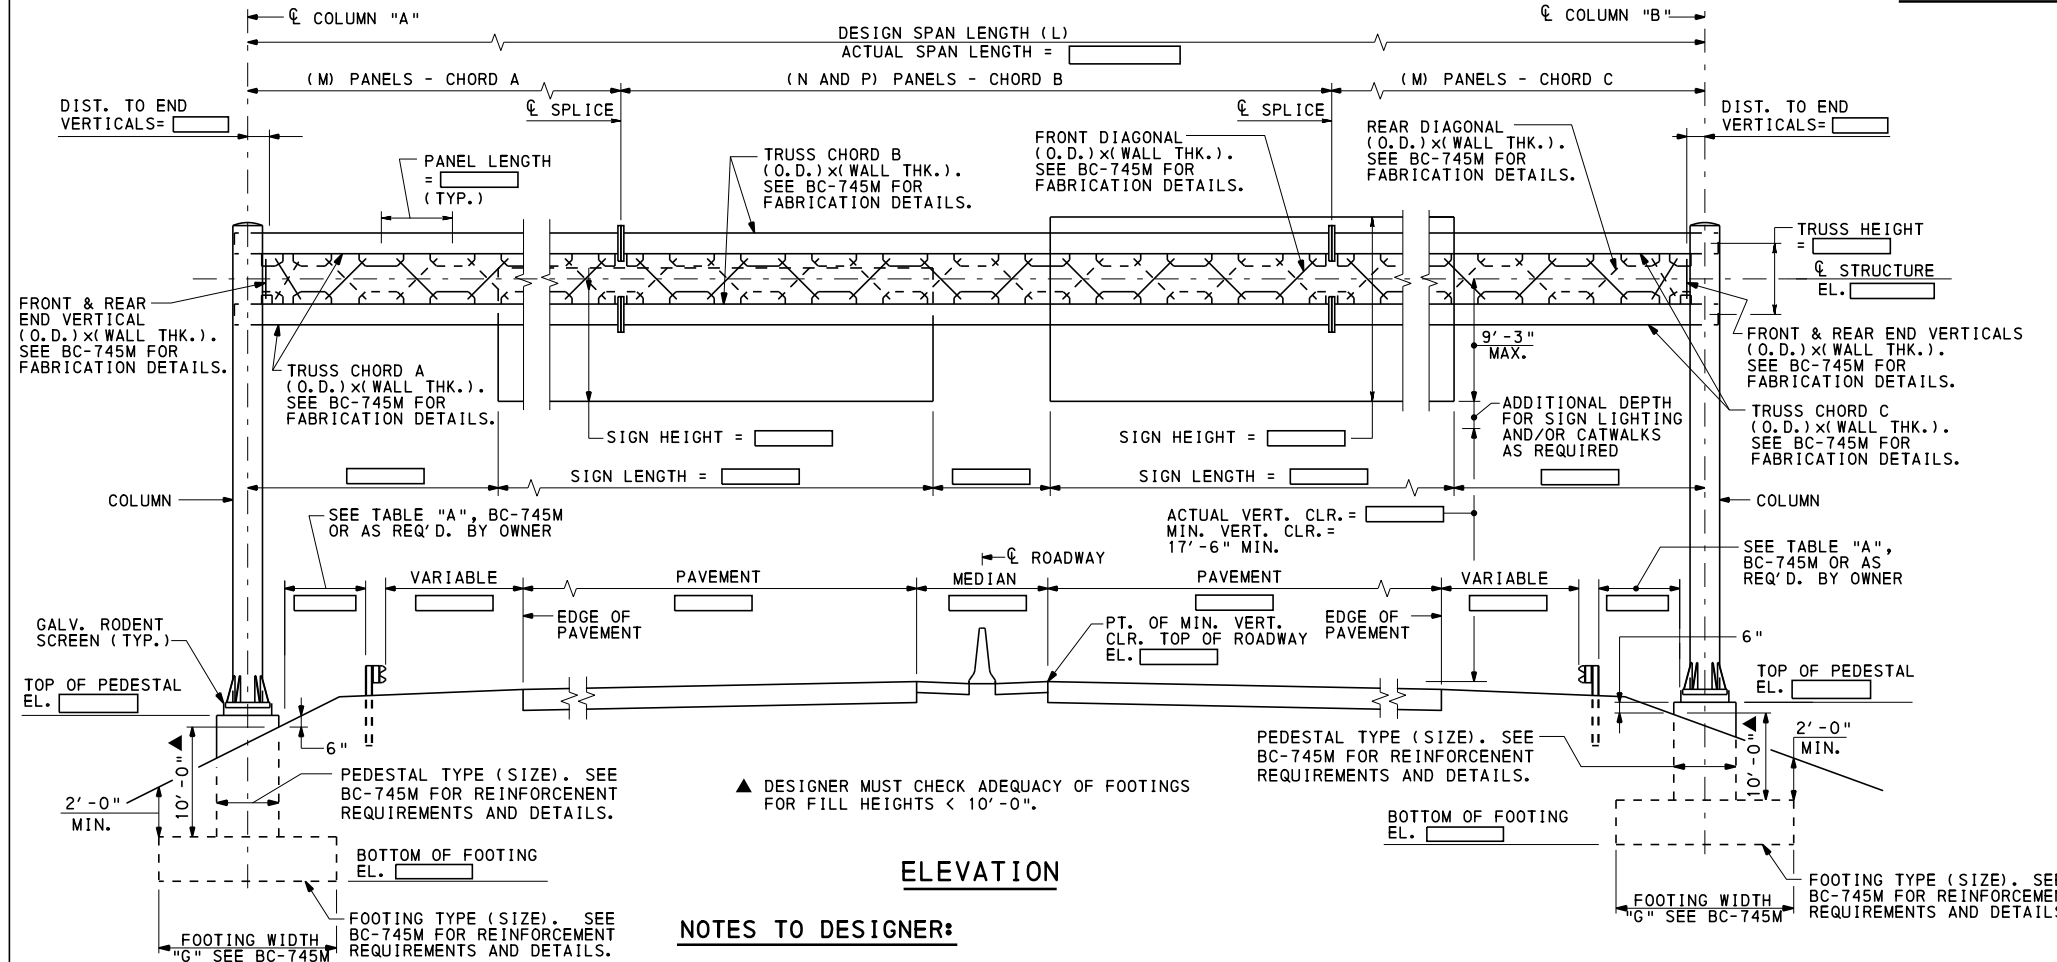 ℄ COLUMN "A"
℄ COLUMN "B"
DESIGN SPAN LENGTH (L)
ACTUAL SPAN LENGTH =
(M) PANELS - CHORD A
(N AND P) PANELS - CHORD B
(M) PANELS - CHORD C
DIST. TO END
VERTICALS=
℄ SPLICE
℄ SPLICE
DIST. TO END
VERTICALS=
PANEL LENGTH
=
(TYP.)
TRUSS CHORD B
(O.D.)x(WALL THK.).
SEE BC-745M FOR
FABRICATION DETAILS.
FRONT DIAGONAL
(O.D.)x(WALL THK.).
SEE BC-745M FOR
FABRICATION DETAILS.
REAR DIAGONAL
(O.D.)x(WALL THK.).
SEE BC-745M FOR
FABRICATION DETAILS.
TRUSS HEIGHT
=
℄ STRUCTURE
EL.
FRONT & REAR
END VERTICAL
(O.D.)x(WALL THK.).
SEE BC-745M FOR
FABRICATION DETAILS.
TRUSS CHORD A
(O.D.)x(WALL THK.).
SEE BC-745M FOR
FABRICATION DETAILS.
9'-3"
MAX.
FRONT & REAR END VERTICALS
(O.D.)x(WALL THK.).
SEE BC-745M FOR
FABRICATION DETAILS.
ADDITIONAL DEPTH
FOR SIGN LIGHTING
AND/OR CATWALKS
AS REQUIRED
TRUSS CHORD C
(O.D.)x(WALL THK.).
SEE BC-745M FOR
FABRICATION DETAILS.
SIGN HEIGHT =
SIGN HEIGHT =
SIGN LENGTH =
SIGN LENGTH =
COLUMN
COLUMN
SEE TABLE "A", BC-745M
OR AS REQ'D. BY OWNER
ACTUAL VERT. CLR.=
MIN. VERT. CLR.=
17'-6" MIN.
SEE TABLE "A",
BC-745M OR AS
REQ'D. BY OWNER
℄ ROADWAY
VARIABLE
PAVEMENT
MEDIAN
PAVEMENT
VARIABLE
EDGE OF
PAVEMENT
PT. OF MIN. VERT.
CLR. TOP OF ROADWAY
EL.
EDGE OF
PAVEMENT
GALV. RODENT
SCREEN (TYP.)
6"
TOP OF PEDESTAL
EL.
TOP OF PEDESTAL
EL.
6"
▲
10'-0"
2'-0"
MIN.
PEDESTAL TYPE (SIZE). SEE
BC-745M FOR REINFORCENENT
REQUIREMENTS AND DETAILS.
▲ DESIGNER MUST CHECK ADEQUACY OF FOOTINGS
FOR FILL HEIGHTS < 10'-0".
PEDESTAL TYPE (SIZE). SEE
BC-745M FOR REINFORCENENT
REQUIREMENTS AND DETAILS.
▲
10'-0"
2'-0"
MIN.
BOTTOM OF FOOTING
EL.
BOTTOM OF FOOTING
EL.
ELEVATION
FOOTING TYPE (SIZE). SEE
BC-745M FOR REINFORCEMENT
REQUIREMENTS AND DETAILS.
FOOTING WIDTH
"G" SEE BC-745M
NOTES TO DESIGNER:
FOOTING WIDTH
"G" SEE BC-745M
FOOTING TYPE (SIZE). SEE
BC-745M FOR REINFORCEMEN
REQUIREMENTS AND DETAILS